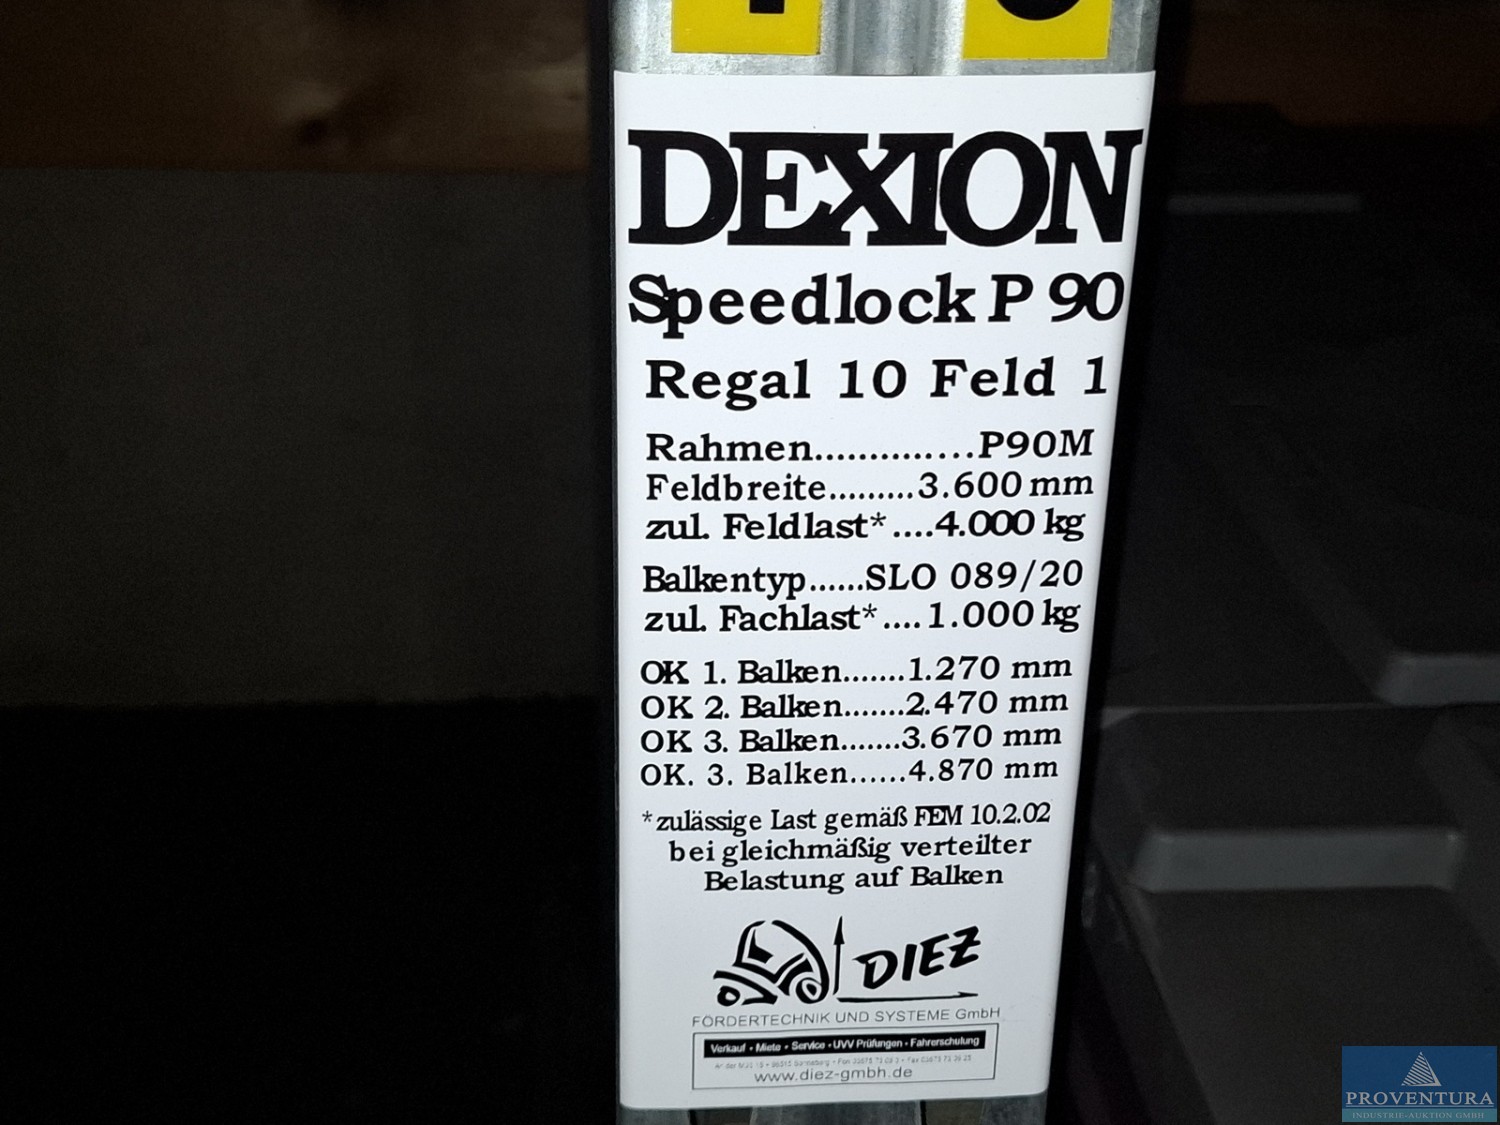 DEXION
Speedlock P 90
Regal 10 Feld 1
Rahmen..............P90M
Feldbreite.........3.600 mm
zul. Feldlast*....4.000 kg
Balkentyp......SLO 089/20
zul. Fachlast*....1.000 kg
OK 1. Balken.......1.270 mm
OK 2. Balken.......2.470 mm
OK 3. Balken.......3.670 mm
OK. 3. Balken......4.870 mm
*zulässige Last gemäß FEM 10.2.02
bei gleichmäßig verteilter
Belastung auf Balken
DIEZ
FÖRDERTECHNIK UND SYSTEME GmbH
Verkauf • Miete • Service • UVV Prüfungen • Fahrerschulung
www.diez-gmbh.de
PROVENTURA
INDUSTRIE-AUKTION GMBH